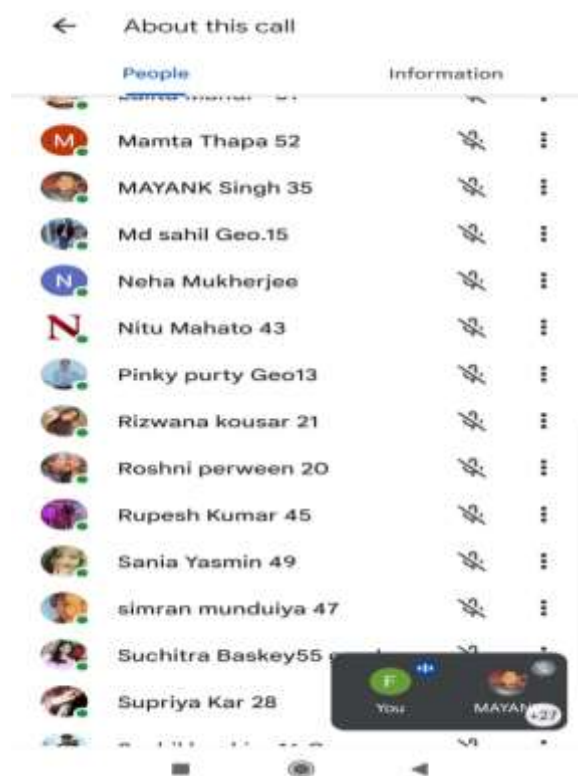 About this call
People Information
M Mamta Thapa 52
MAYANK Singh 35
Md sahil Geo.15
N Neha Mukherjee
N Nitu Mahato 43
Pinky purty Geo13
Rizwana kousar 21
Roshni perween 20
Rupesh Kumar 45
Sania Yasmin 49
simran munduiya 47
Suchitra Baskey55
Supriya Kar 28
F
You MAYAN
+27